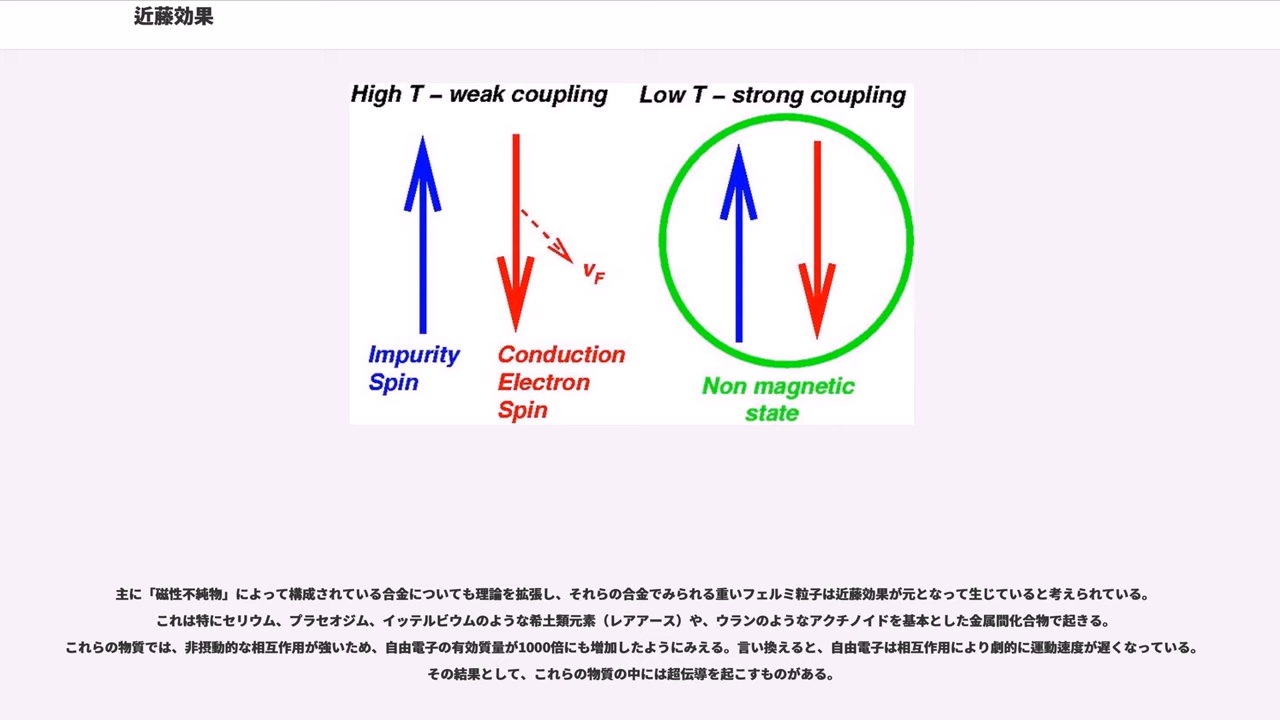 近藤効果
High T – weak coupling
Low T – strong coupling
vF
Impurity
Spin
Conduction
Electron
Spin
Non magnetic
state
主に「磁性不純物」によって構成されている合金についても理論を拡張し、それらの合金でみられる重いフェルミ粒子は近藤効果が元となって生じていると考えられている。
これは特にセリウム、プラセオジム、イッテルビウムのような希土類元素（レアアース）や、ウランのようなアクチノイドを基本とした金属間化合物で起きる。
これらの物質では、非摂動的な相互作用が強いため、自由電子の有効質量が1000倍にも増加したようにみえる。言い換えると、自由電子は相互作用により劇的に運動速度が遅くなっている。
その結果として、これらの物質の中には超伝導を起こすものがある。